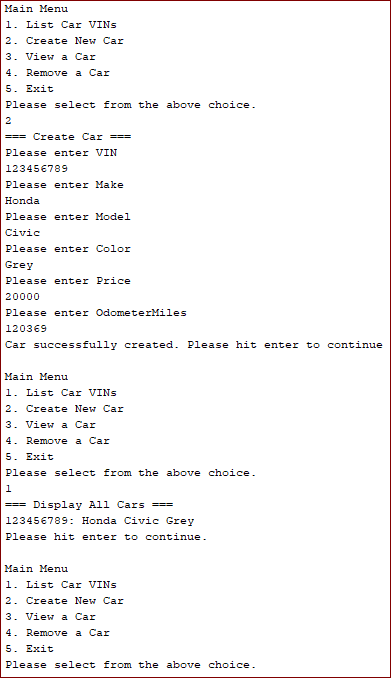 Main Menu
1. List Car VINs
2. Create New Car
3. View a Car
4. Remove a Car
5. Exit
Please select from the above choice.
2
=== Create Car ===
Please enter VIN
123456789
Please enter Make
Honda
Please enter Model
Civic
Please enter Color
Grey
Please enter Price
20000
Please enter OdometerMiles
120369
Car successfully created. Please hit enter to continue
Main Menu
1. List Car VINs
2. Create New Car
3. View a Car
4. Remove a Car
5. Exit
Please select from the above choice.
1
=== Display All Cars ===
123456789: Honda Civic Grey
Please hit enter to continue.
Main Menu
1. List Car VINs
2. Create New Car
3. View a Car
4. Remove a Car
5. Exit
Please select from the above choice.